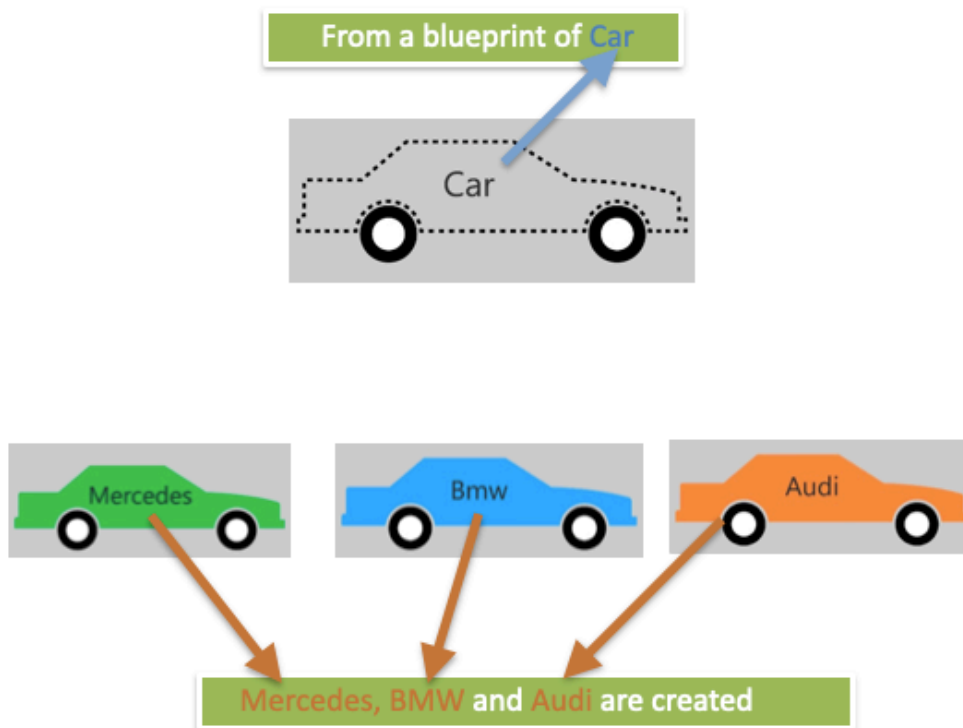 From a blueprint of Car
Car
Mercedes
Bmw
Audi
Mercedes, BMW and Audi are created